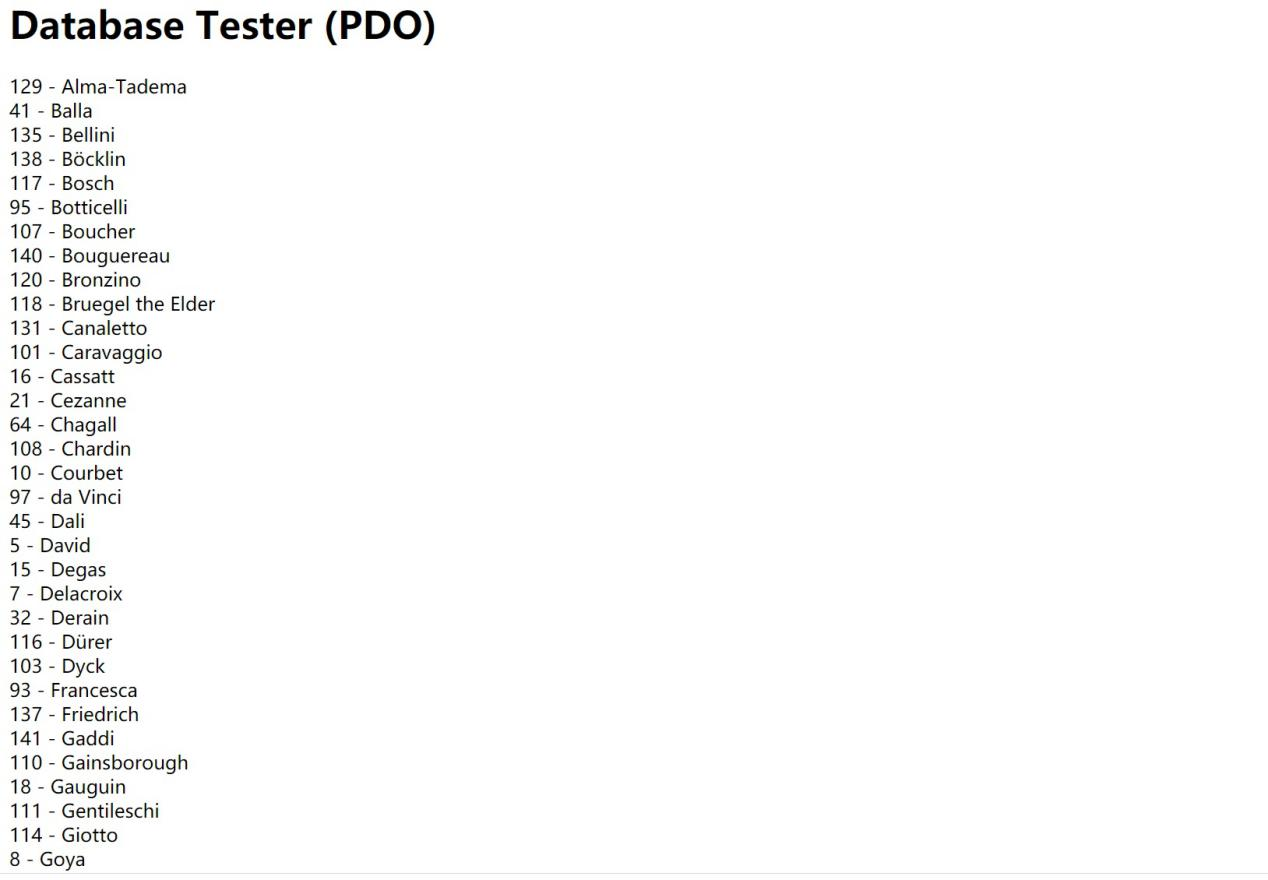 Database Tester (PDO)
129 - Alma-Tadema
41 - Balla
135 - Bellini
138 - Böcklin
117 - Bosch
95 - Botticelli
107 - Boucher
140 - Bouguereau
120 - Bronzino
118 - Bruegel the Elder
131 - Canaletto
101 - Caravaggio
16 - Cassatt
21 - Cezanne
64 - Chagall
108 - Chardin
10 - Courbet
97 - da Vinci
45 - Dali
5 - David
15 - Degas
7 - Delacroix
32 - Derain
116 - Dürer
103 - Dyck
93 - Francesca
137 - Friedrich
141 - Gaddi
110 - Gainsborough
18 - Gauguin
111 - Gentileschi
114 - Giotto
8 - Goya